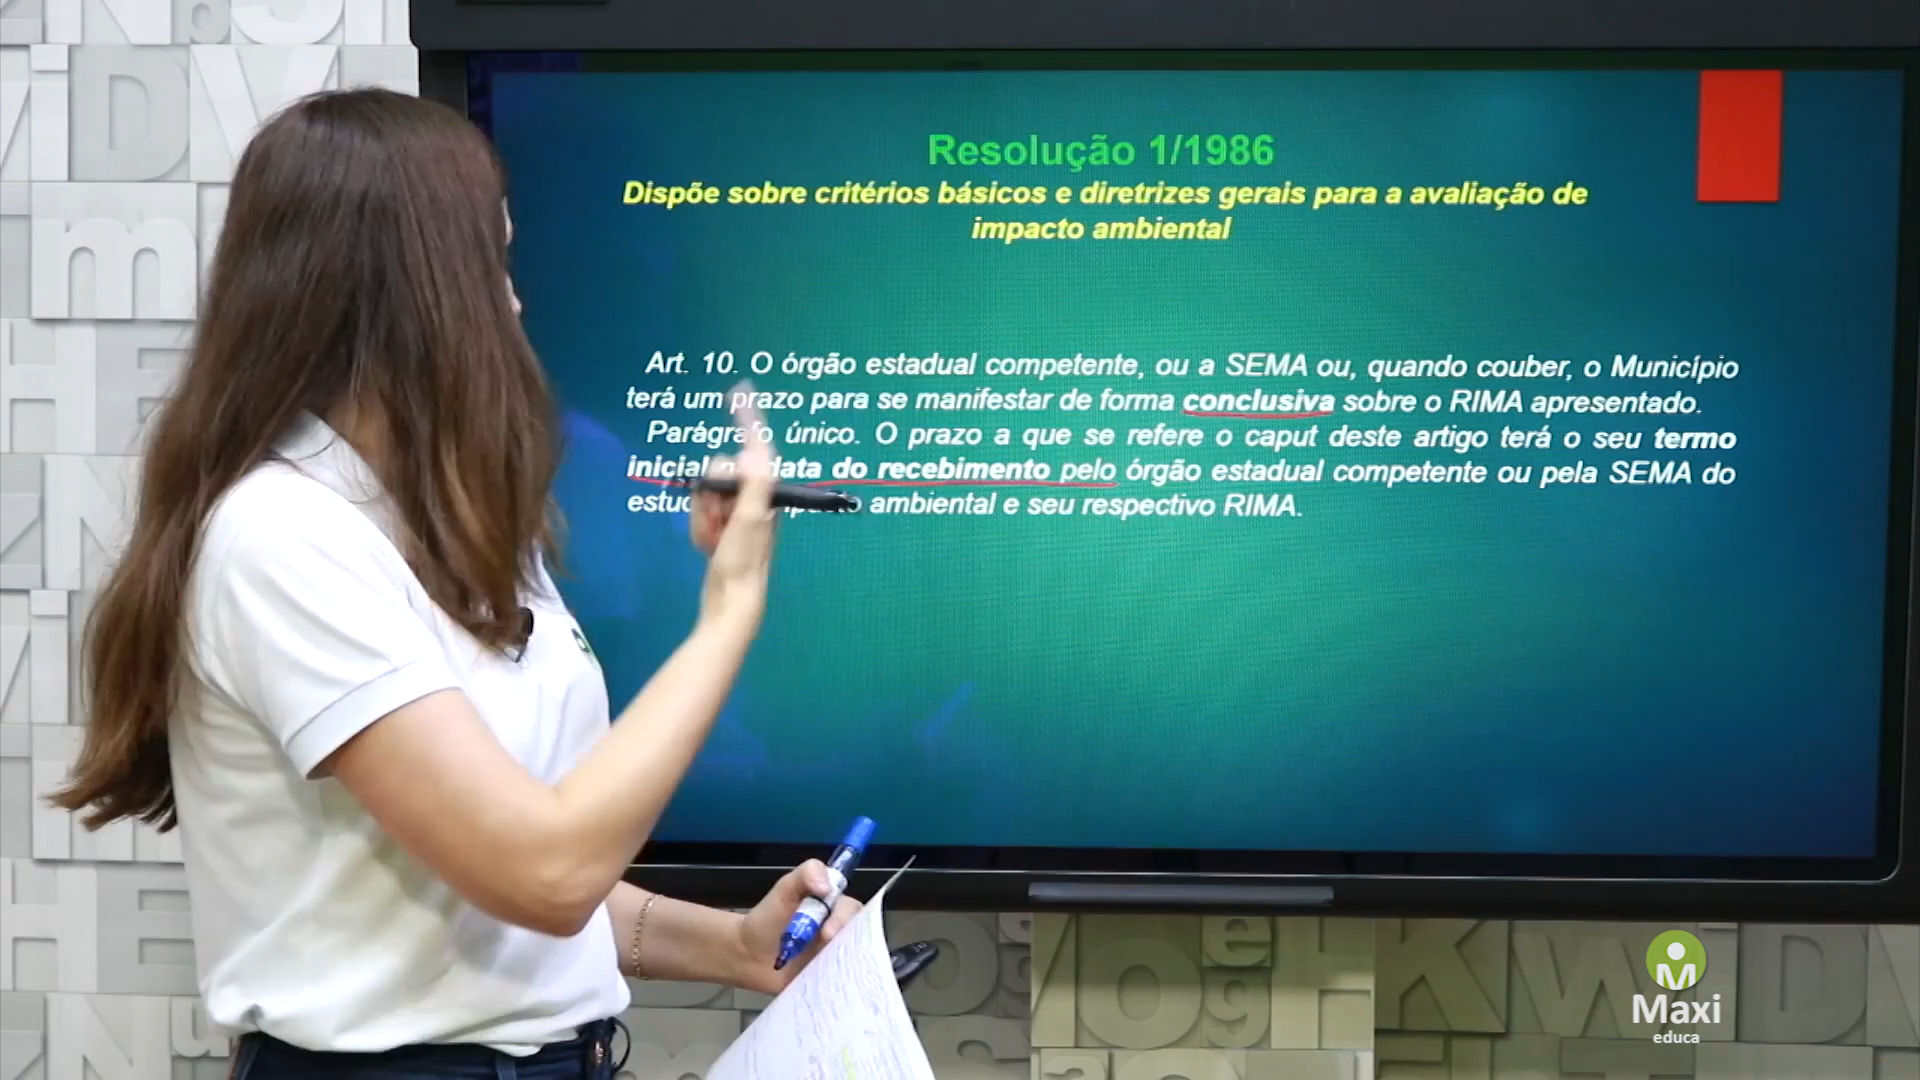 Resolução 1/1986
Dispõe sobre critérios básicos e diretrizes gerais para a avaliação de
impacto ambiental
Art. 10. O órgão estadual competente, ou a SEMA ou, quando couber, o Município
terá um prazo para se manifestar de forma conclusiva sobre o RIMA apresentado.
Parágrafo único. O prazo a que se refere o caput deste artigo terá o seu termo
inicial data do recebimento pelo órgão estadual competente ou pela SEMA do
ambiental e seu respectivo RIMA.
Maxi
educa